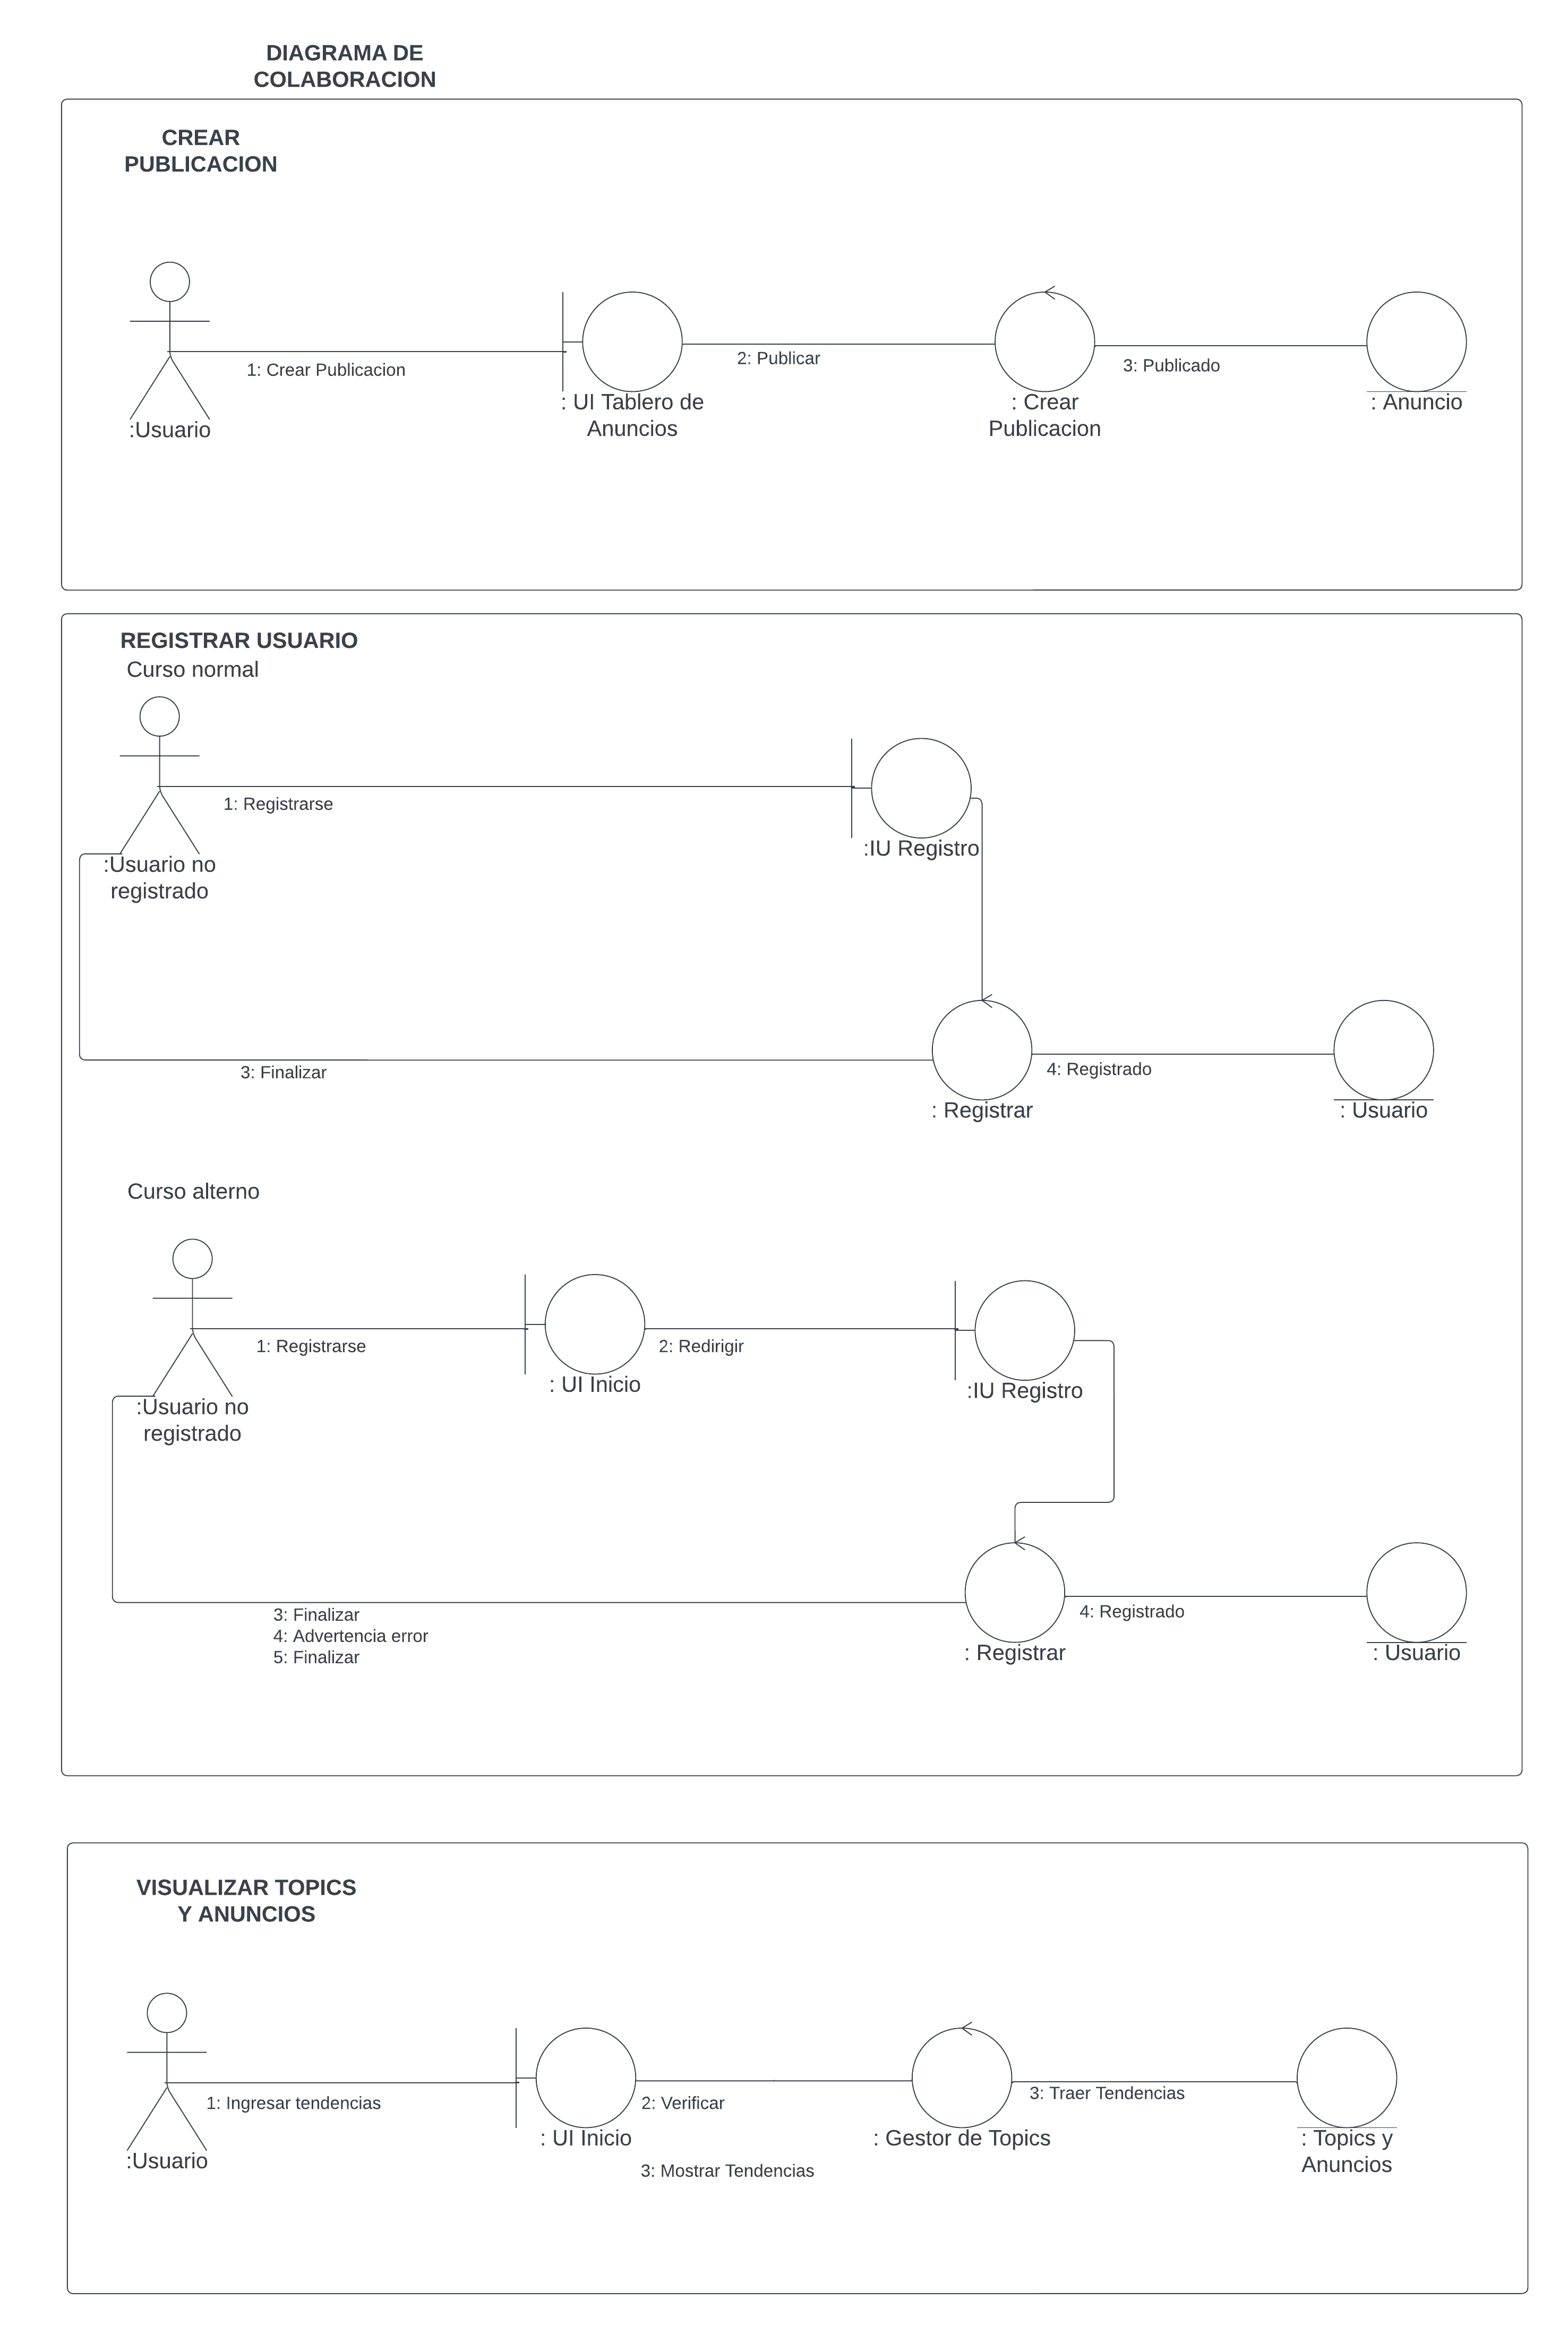 DIAGRAMA DE
COLABORACION
CREAR
PUBLICACION
1: Crear Publicacion
2: Publicar
3: Publicado
:Usuario
: UI Tablero de
Anuncios
: Crear
Publicacion
: Anuncio
REGISTRAR USUARIO
Curso normal
1: Registrarse
:IU Registro
:Usuario no
registrado
3: Finalizar
4: Registrado
: Registrar
: Usuario
Curso alterno
1: Registrarse
2: Redirigir
: UI Inicio
:IU Registro
:Usuario no
registrado
3: Finalizar
4: Advertencia error
5: Finalizar
4: Registrado
: Registrar
: Usuario
VISUALIZAR TOPICS
Y ANUNCIOS
1: Ingresar tendencias
2: Verificar
3: Traer Tendencias
:Usuario
: UI Inicio
: Gestor de Topics
: Topics y
Anuncios
3: Mostrar Tendencias